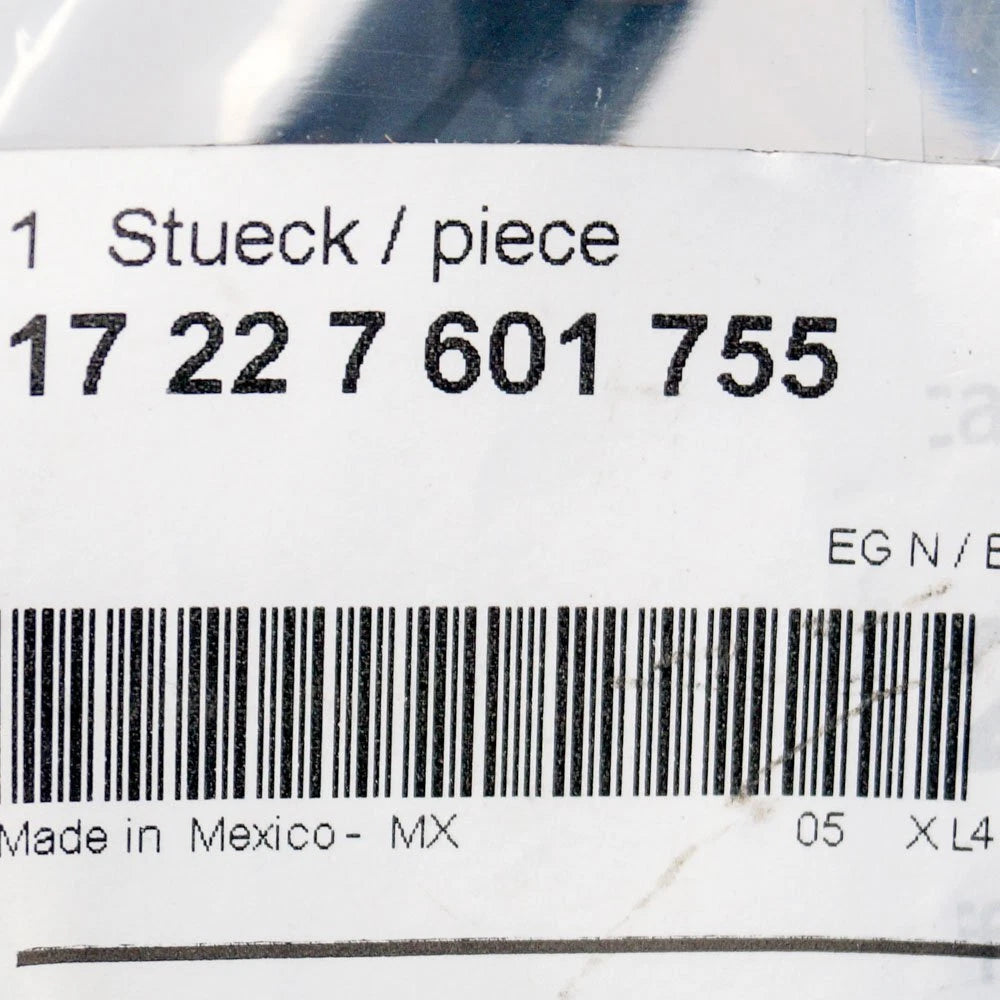 1 Stueck / piece
17 22 7 601 755
EG N /
Made in Mexico - MX 05 X L4